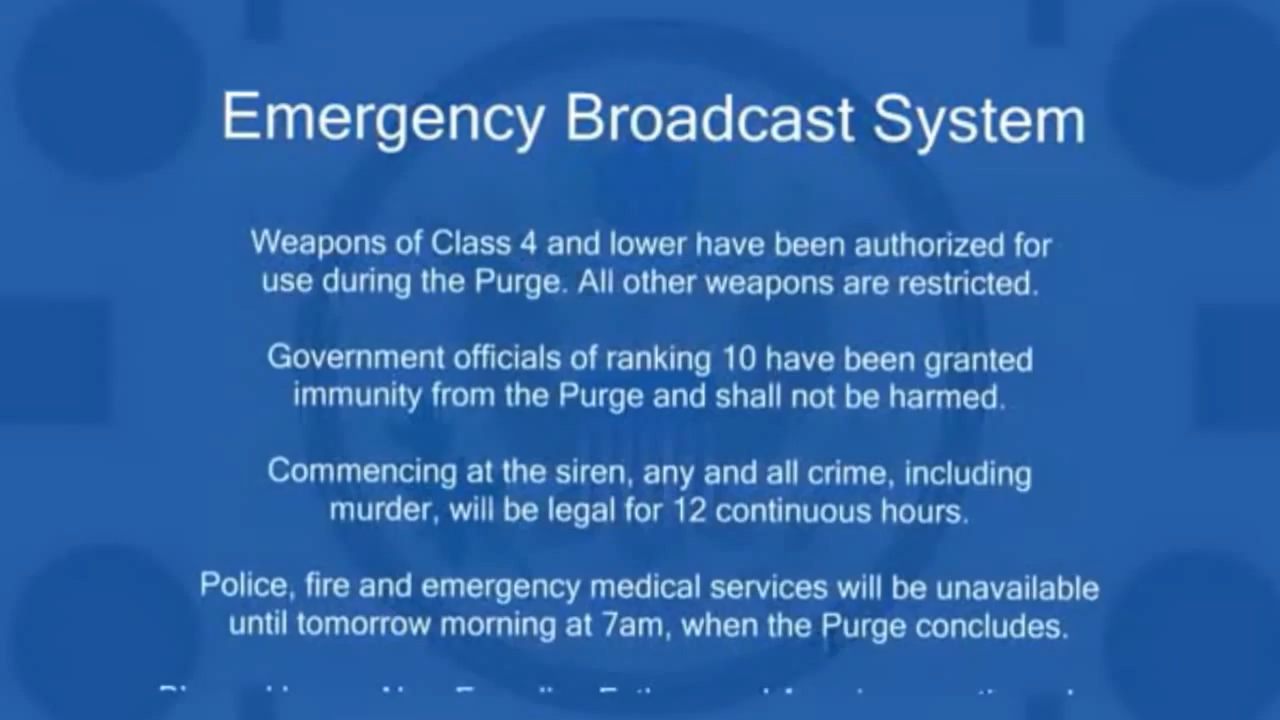 Emergency Broadcast System
Weapons of Class 4 and lower have been authorized for
use during the Purge. All other weapons are restricted.
Government officials of ranking 10 have been granted
immunity from the Purge and shall not be harmed.
Commencing at the siren, any and all crime, including
murder, will be legal for 12 continuous hours.
Police, fire and emergency medical services will be unavailable
until tomorrow morning at 7am, when the Purge concludes.